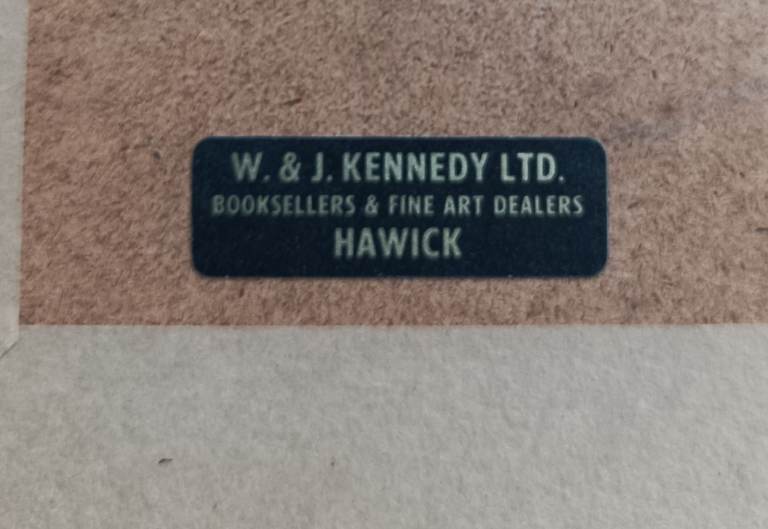 W. & J. KENNEDY LTD.
BOOKSELLERS & FINE ART DEALERS
HAWICK